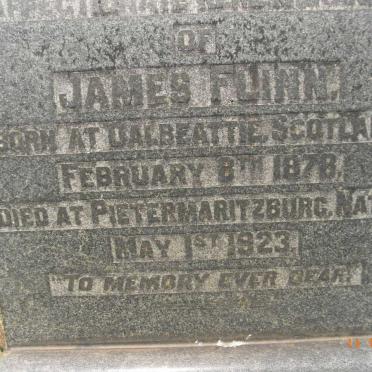 OF
JAMES FLINN.
BORN AT DALBEATTIE, SCOTLA
FEBRUARY 8TH 1878.
DIED AT PIETERMARITZBURG, NAT
MAY 1ST 1923.
"TO MEMORY EVER DEAR"